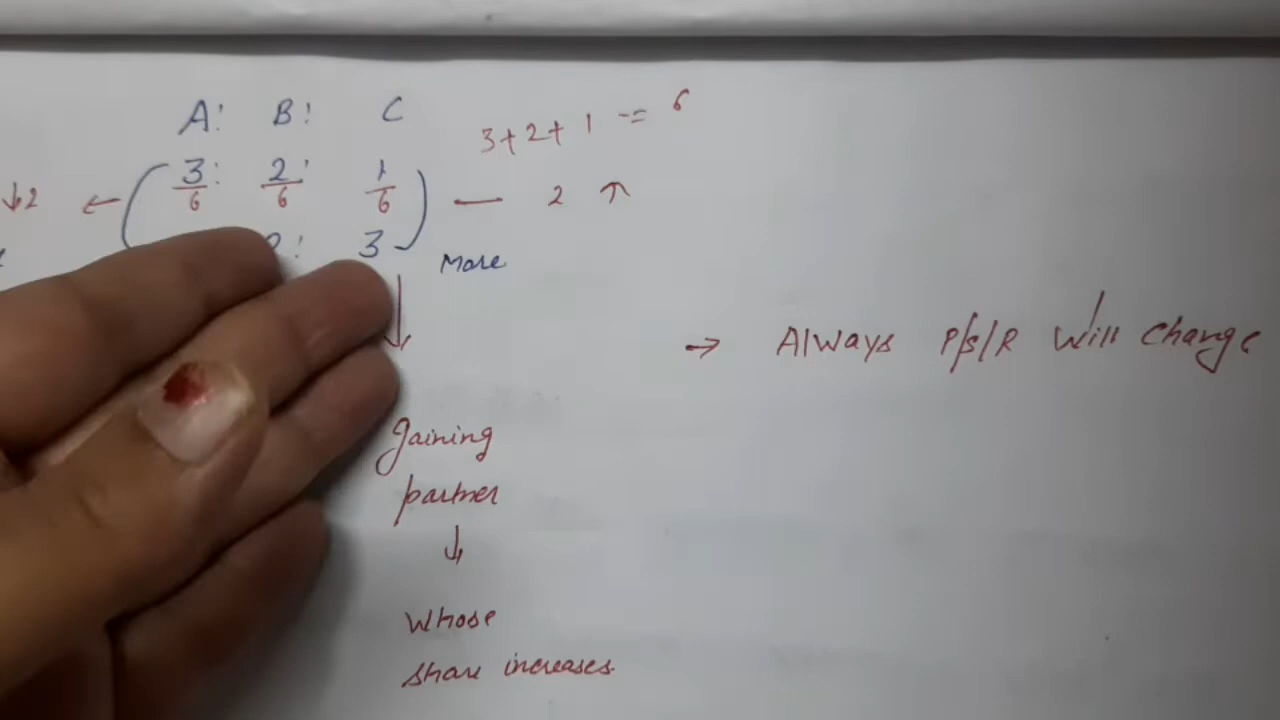 A: B: C
3+2+1 = 6
↓2 ← (3/6: 2/6: 1/6) — 2 ↑
2: 3 More
→ Always P/S/R will change
Gaining
partner
↓
whose
share increases